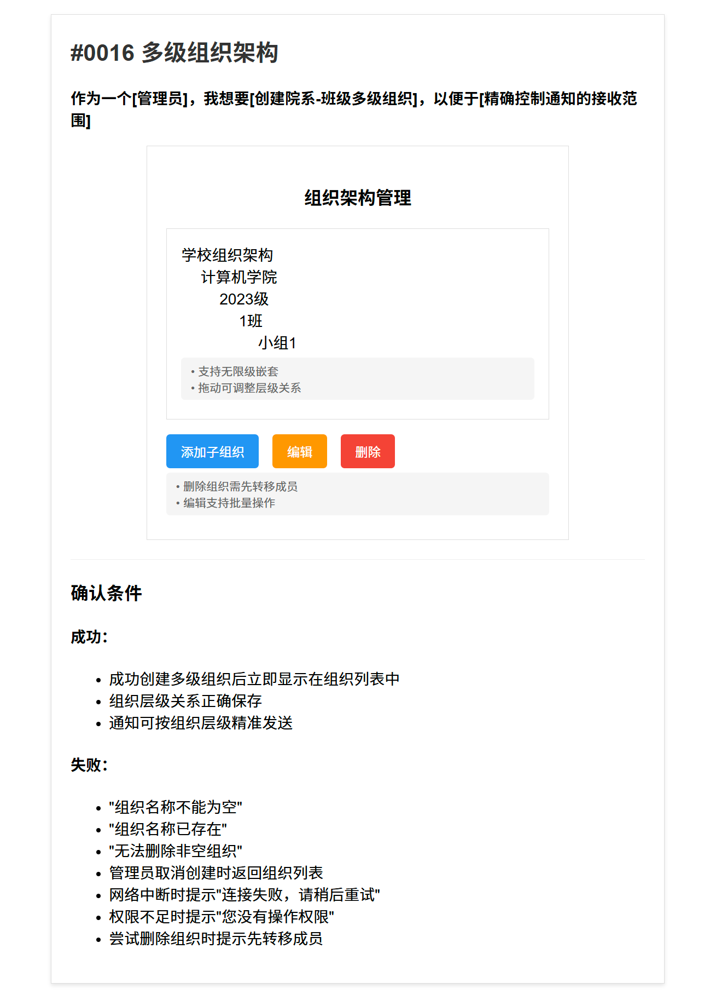 #0016 多级组织架构
作为一个[管理员]，我想要[创建院系-班级多级组织]，以便于[精确控制通知的接收范
围]
组织架构管理
学校组织架构
计算机学院
2023级
1班
小组1
• 支持无限级嵌套
• 拖动可调整层级关系
添加子组织 编辑 删除
• 删除组织需先转移成员
• 编辑支持批量操作
确认条件
成功：
• 成功创建多级组织后立即显示在组织列表中
• 组织层级关系正确保存
• 通知可按组织层级精准发送
失败：
• "组织名称不能为空"
• "组织名称已存在"
• "无法删除非空组织"
• 管理员取消创建时返回组织列表
• 网络中断时提示"连接失败，请稍后重试"
• 权限不足时提示"您没有操作权限"
• 尝试删除组织时提示先转移成员